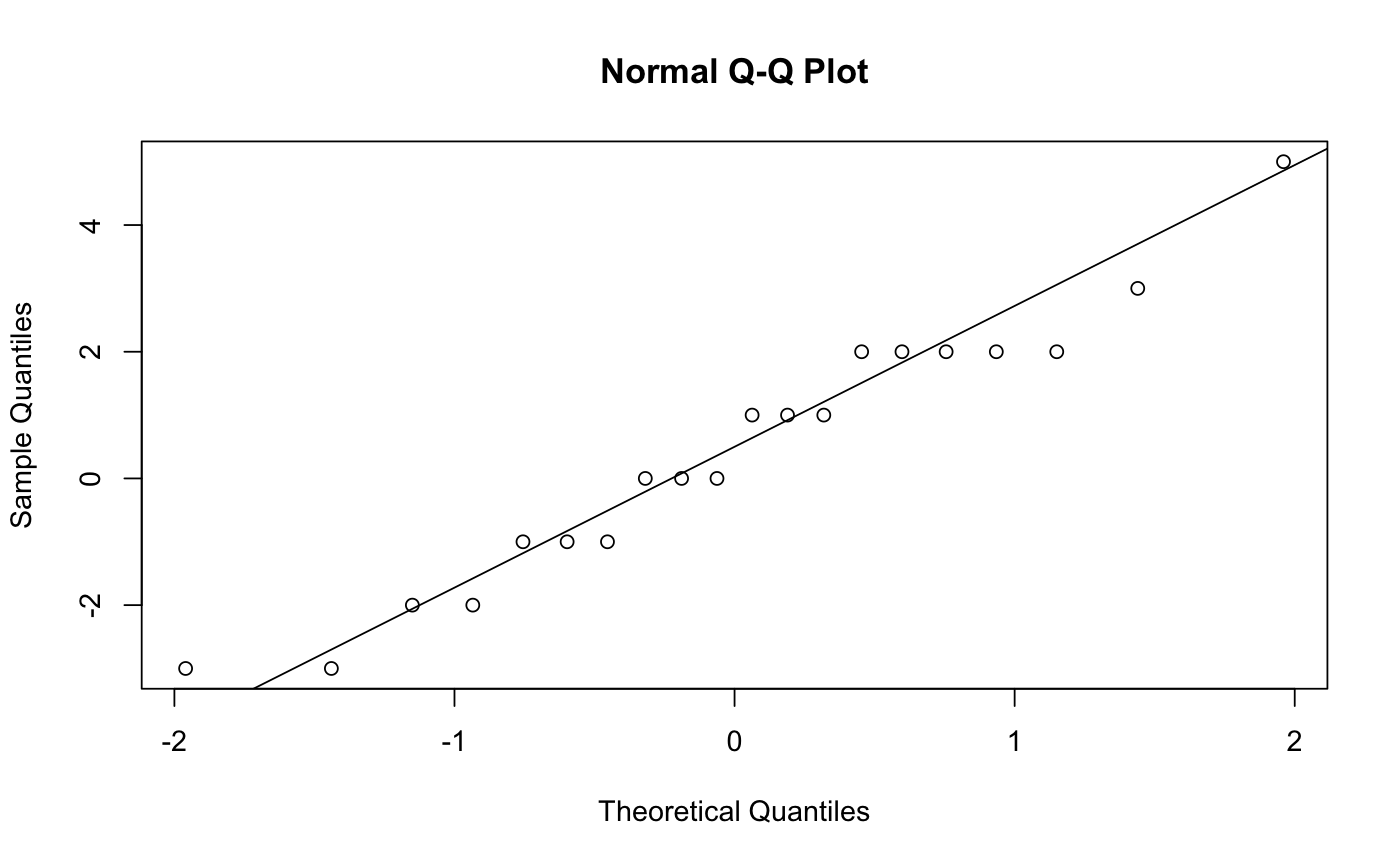 Normal Q-Q Plot
Sample Quantiles
4
2
0
-2
-2 -1 0 1 2
Theoretical Quantiles